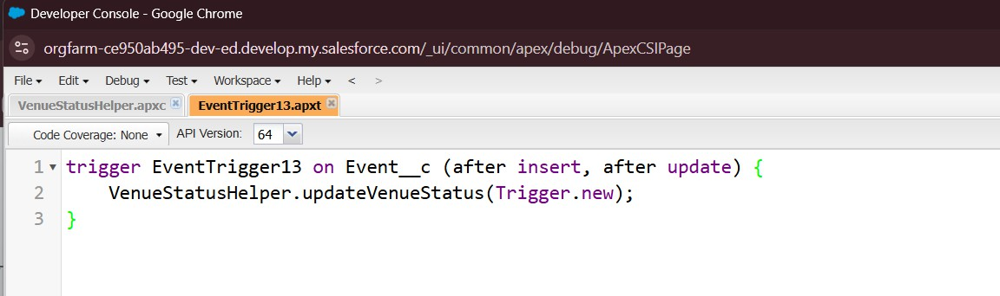 Developer Console - Google Chrome
orgfarm-ce950ab495-dev-ed.develop.my.salesforce.com/_ui/common/apex/debug/ApexCSIPage
File Edit Debug Test Workspace Help < >
VenueStatusHelper.apxc EventTrigger13.apxt
Code Coverage: None API Version: 64
1 trigger EventTrigger13 on Event__c (after insert, after update) {
2 VenueStatusHelper.updateVenueStatus(Trigger.new);
3 }